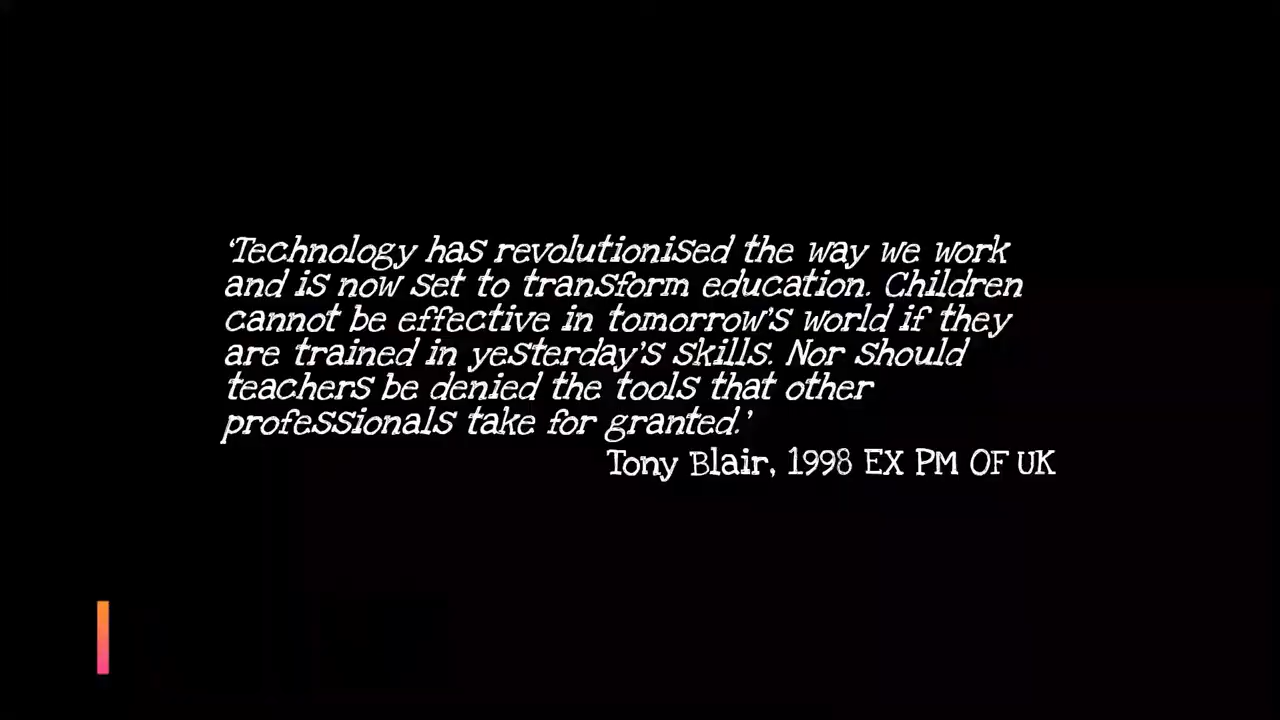 ‘Technology has revolutionised the way we work
and is now set to transform education. Children
cannot be effective in tomorrow’s world if they
are trained in yesterday’s skills. Nor should
teachers be denied the tools that other
professionals take for granted.’
Tony Blair, 1998 EX PM OF UK